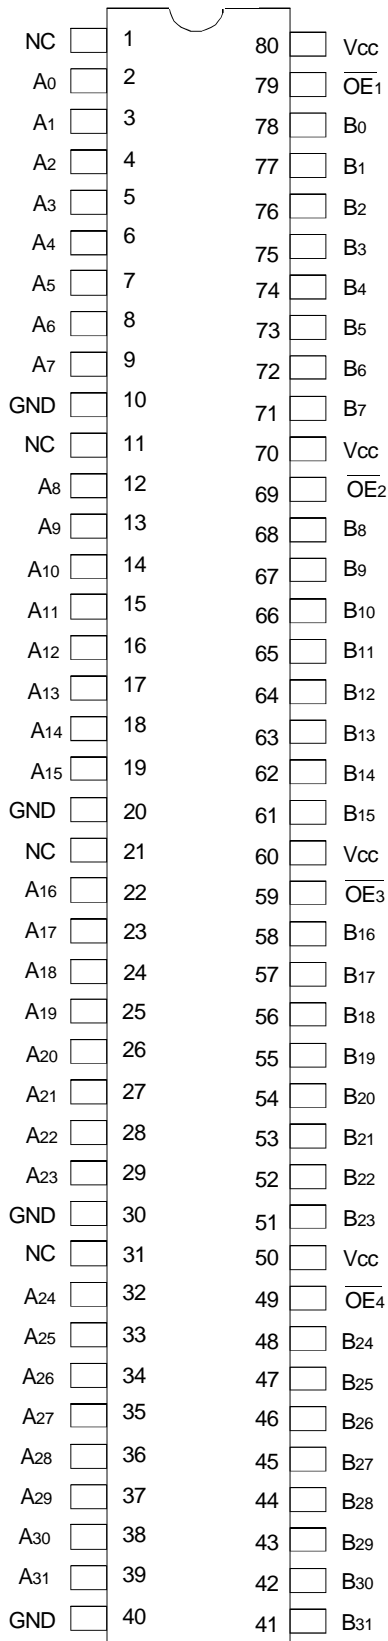 NC 1 80 Vcc
A0 2 79 OE1
A1 3 78 B0
A2 4 77 B1
A3 5 76 B2
A4 6 75 B3
A5 7 74 B4
A6 8 73 B5
A7 9 72 B6
GND 10 71 B7
NC 11 70 Vcc
A8 12 69 OE2
A9 13 68 B8
A10 14 67 B9
A11 15 66 B10
A12 16 65 B11
A13 17 64 B12
A14 18 63 B13
A15 19 62 B14
GND 20 61 B15
NC 21 60 Vcc
A16 22 59 OE3
A17 23 58 B16
A18 24 57 B17
A19 25 56 B18
A20 26 55 B19
A21 27 54 B20
A22 28 53 B21
A23 29 52 B22
GND 30 51 B23
NC 31 50 Vcc
A24 32 49 OE4
A25 33 48 B24
A26 34 47 B25
A27 35 46 B26
A28 36 45 B27
A29 37 44 B28
A30 38 43 B29
A31 39 42 B30
GND 40 41 B31